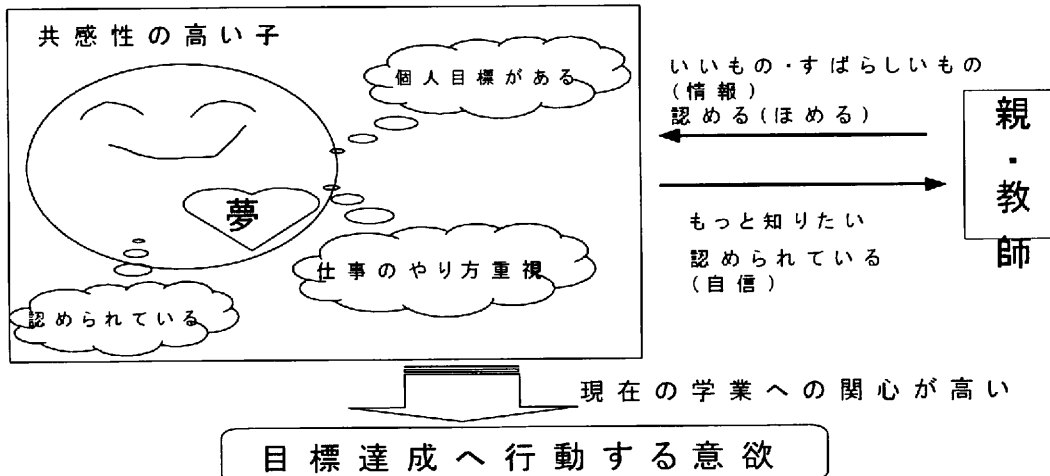 共感性の高い子
個人目標がある
夢
仕事のやり方重視
認められている
いいもの・すばらしいもの
(情報)
認める(ほめる)
もっと知りたい
認められている
(自信)
親・教師
現在の学業への関心が高い
目標達成へ行動する意欲